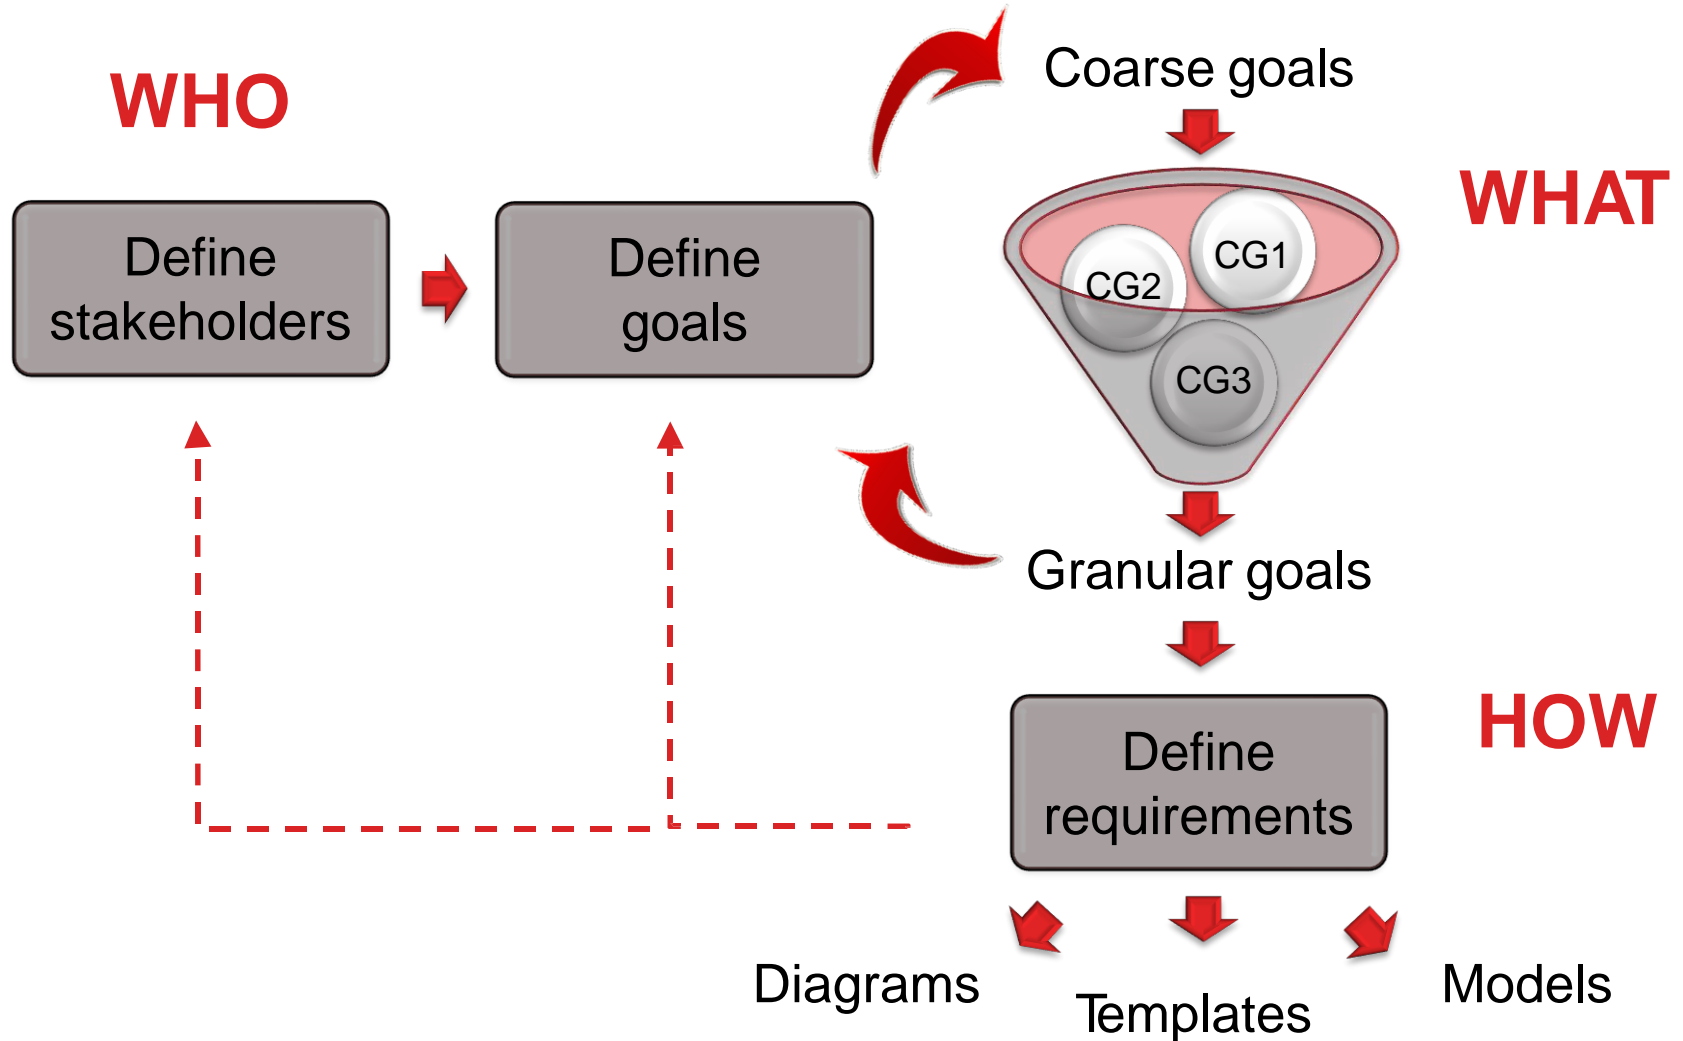 WHO
Define
stakeholders
Define
goals
Coarse goals
WHAT
CG1
CG2
CG3
Granular goals
HOW
Define
requirements
Diagrams
Templates
Models